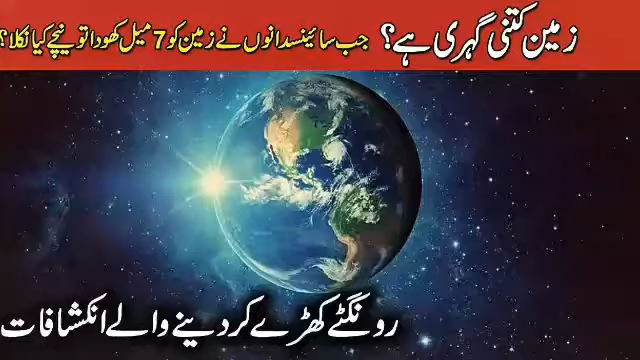 زمین کتنی گہری ہے؟ جب سائینسدانوں نے زمین کو 7 میل کھودا تو نیچے کیا نکلا؟
رونگٹے کھڑے کر دینے والے انکشافات